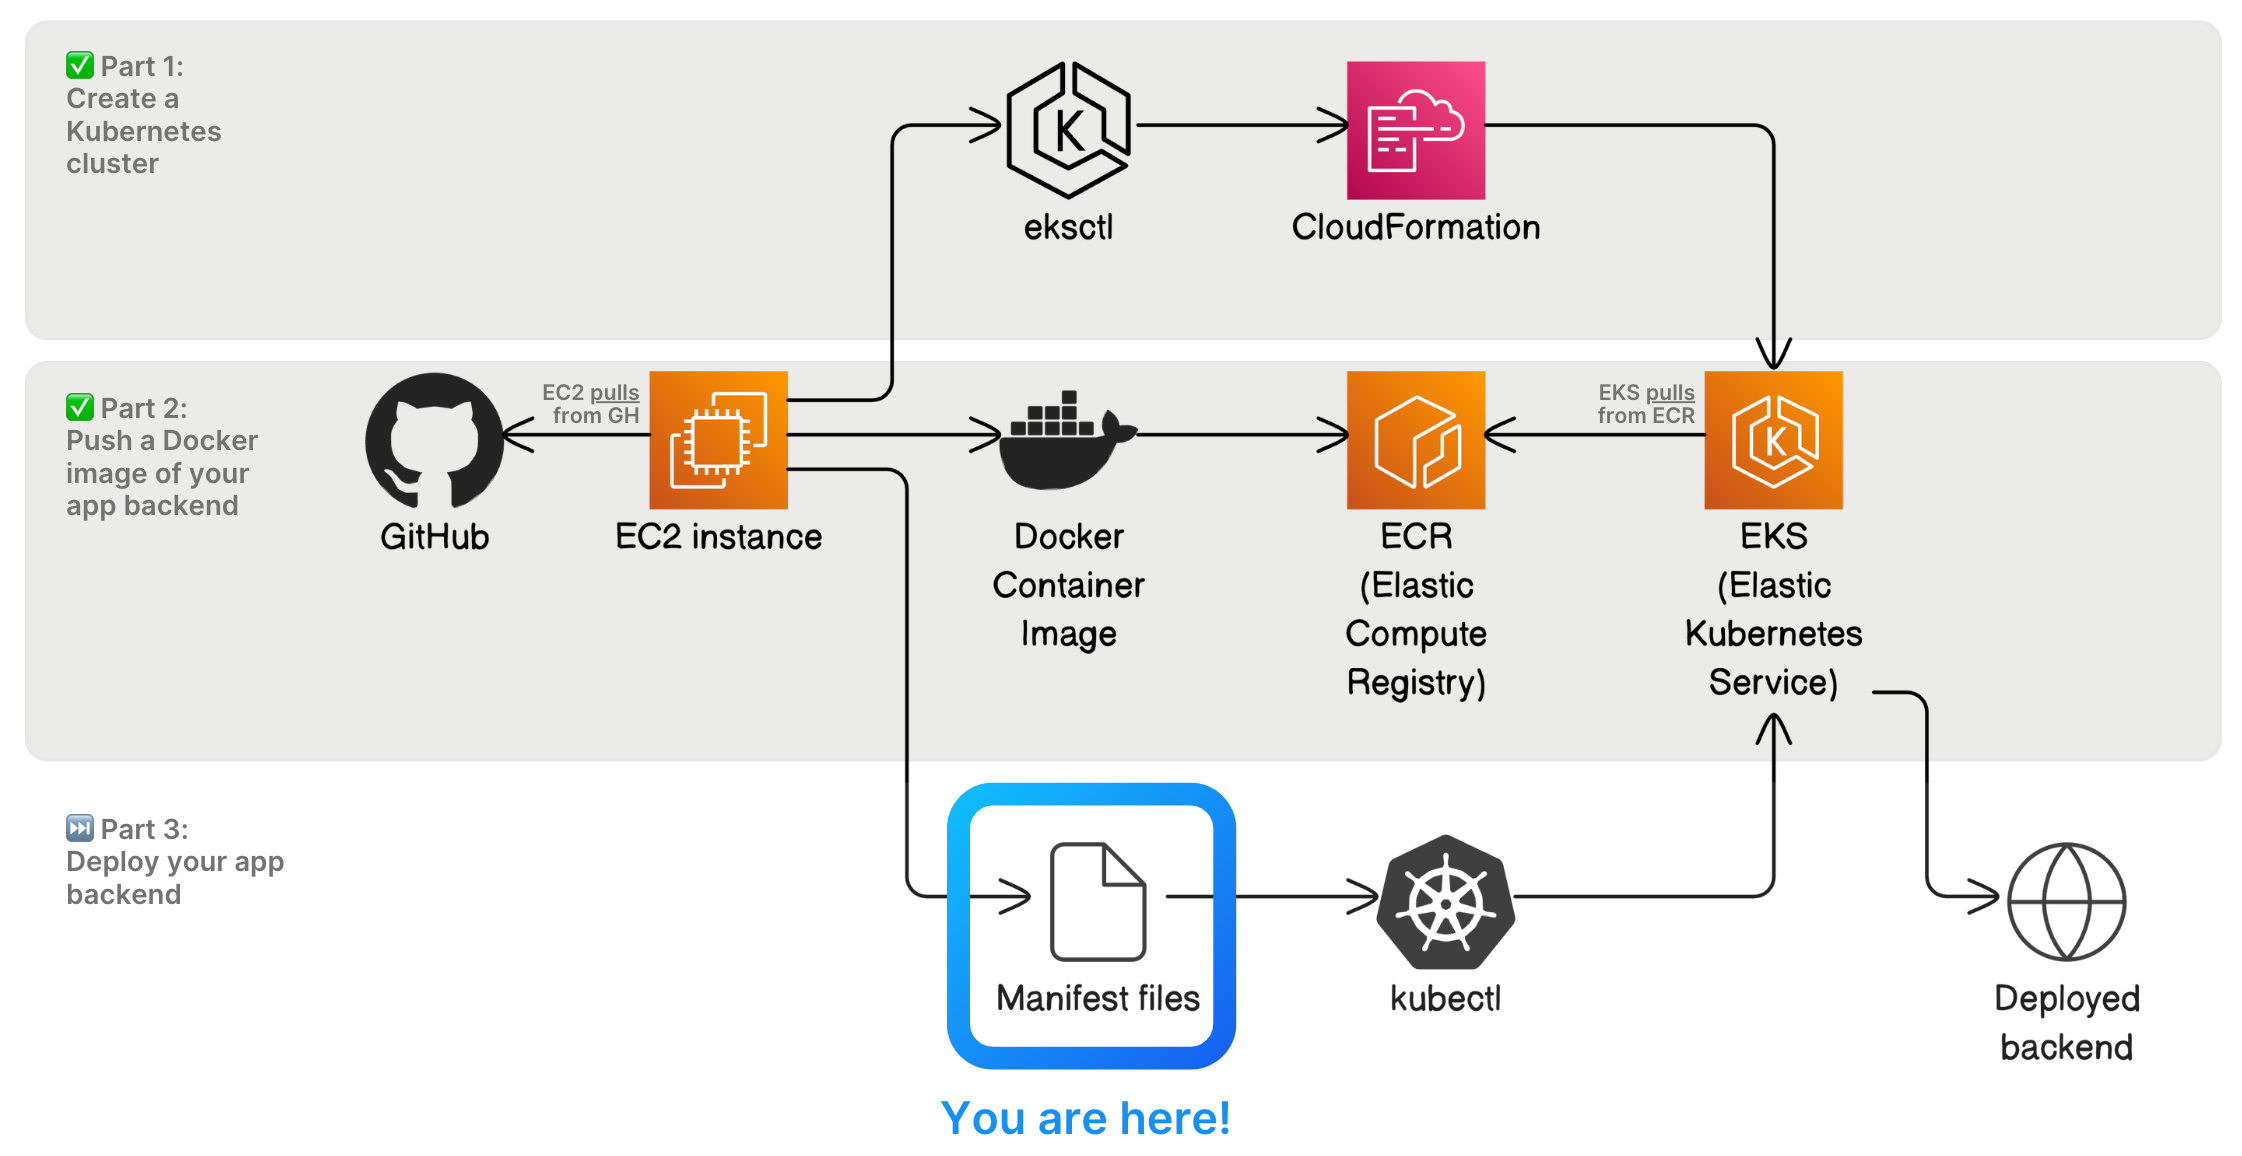 ✅ Part 1:
Create a
Kubernetes
cluster
eksctl
CloudFormation
✅ Part 2:
Push a Docker
image of your
app backend
EC2 pulls
from GH
EKS pulls
from ECR
GitHub
EC2 instance
Docker
Container
Image
ECR
(Elastic
Compute
Registry)
EKS
(Elastic
Kubernetes
Service)
⏭️ Part 3:
Deploy your app
backend
Manifest files
kubectl
Deployed
backend
You are here!